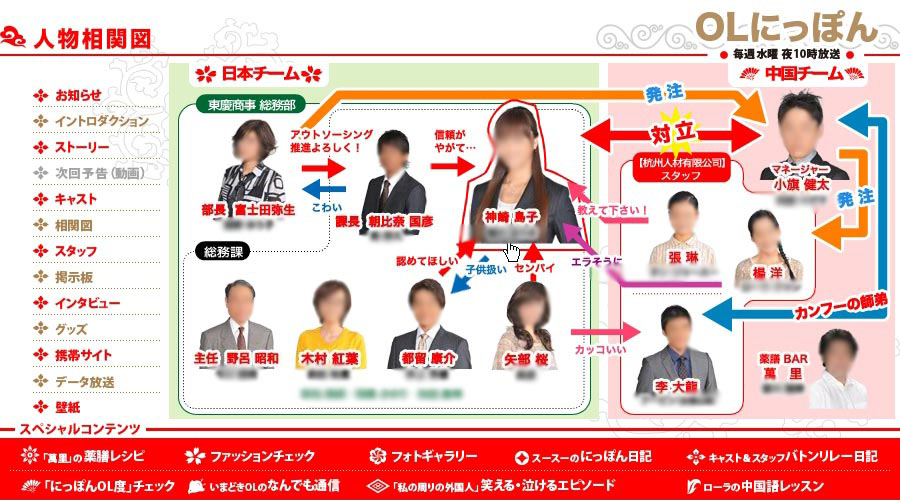 人物相関図
OLにっぽん
毎週水曜 夜10時放送
お知らせ
イントロダクション
ストーリー
次回予告（動画）
キャスト
相関図
スタッフ
掲示板
インタビュー
グッズ
携帯サイト
データ放送
壁紙
日本チーム
中国チーム
東慶商事 総務部
発注
アウトソーシング
推進よろしく！
信頼が
やがて…
対立
【杭州人材有限公司】
スタッフ
マネージャー
小旗 健太
部長 富士田弥生
こわい
課長 朝比奈 国彦
神崎 島子
教えて下さい！
発注
張 琳
楊 洋
総務課
認めてほしい
子供扱い
センパイ
エラそうに
カンフーの師弟
主任 野呂 昭和
木村 紅葉
都留 康介
矢部 桜
カッコいい
李 大龍
薬膳 BAR
萬 里
スペシャルコンテンツ
「萬里」の薬膳レシピ
ファッションチェック
フォトギャラリー
スースーのにっぽん日記
キャスト&スタッフバトンリレー日記
「にっぽんOL度」チェック
いまどきOLのなんでも通信
「私の周りの外国人」笑える・泣けるエピソード
ローラの中国語レッスン